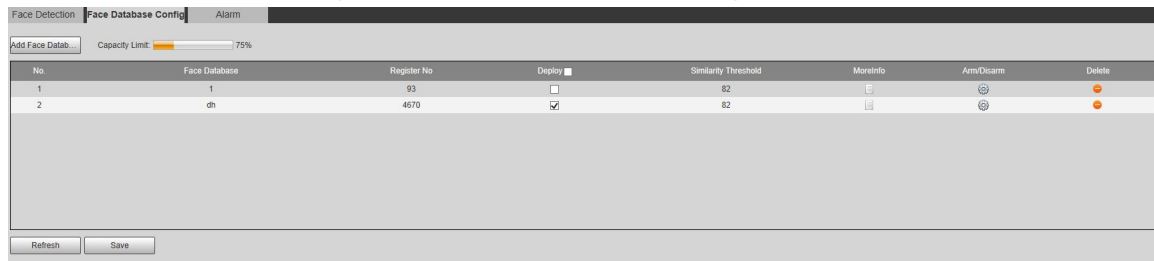 Face Detection Face Database Config Alarm
Add Face Datab... Capacity Limit: 75%
No. Face Database Register No Deploy Similarity Threshold MoreInfo Arm/Disarm Delete
1 1 93 82
2 dh 4670 82
Refresh Save